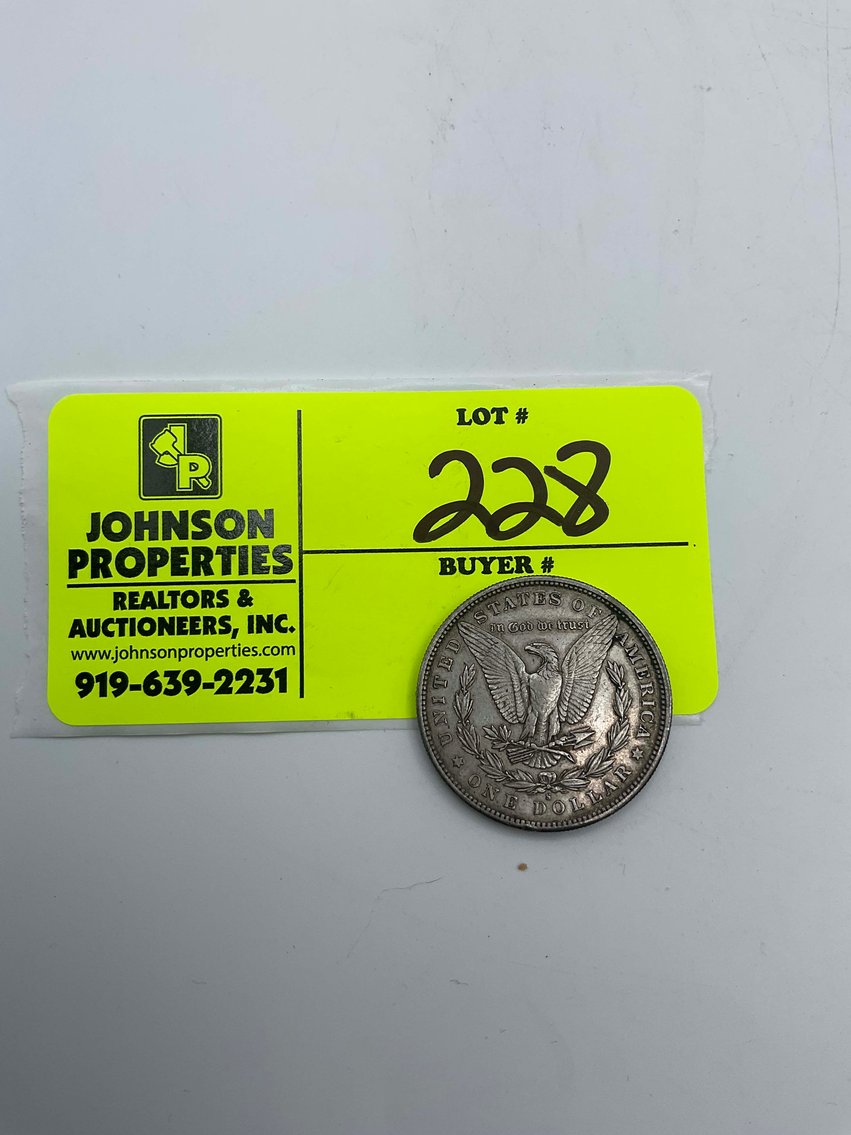 JP
JOHNSON
PROPERTIES
REALTORS &
AUCTIONEERS, INC.
www.johnsonproperties.com
919-639-2231
LOT #
228
BUYER #
UNITED STATES OF AMERICA
In God we trust
S
ONE DOLLAR